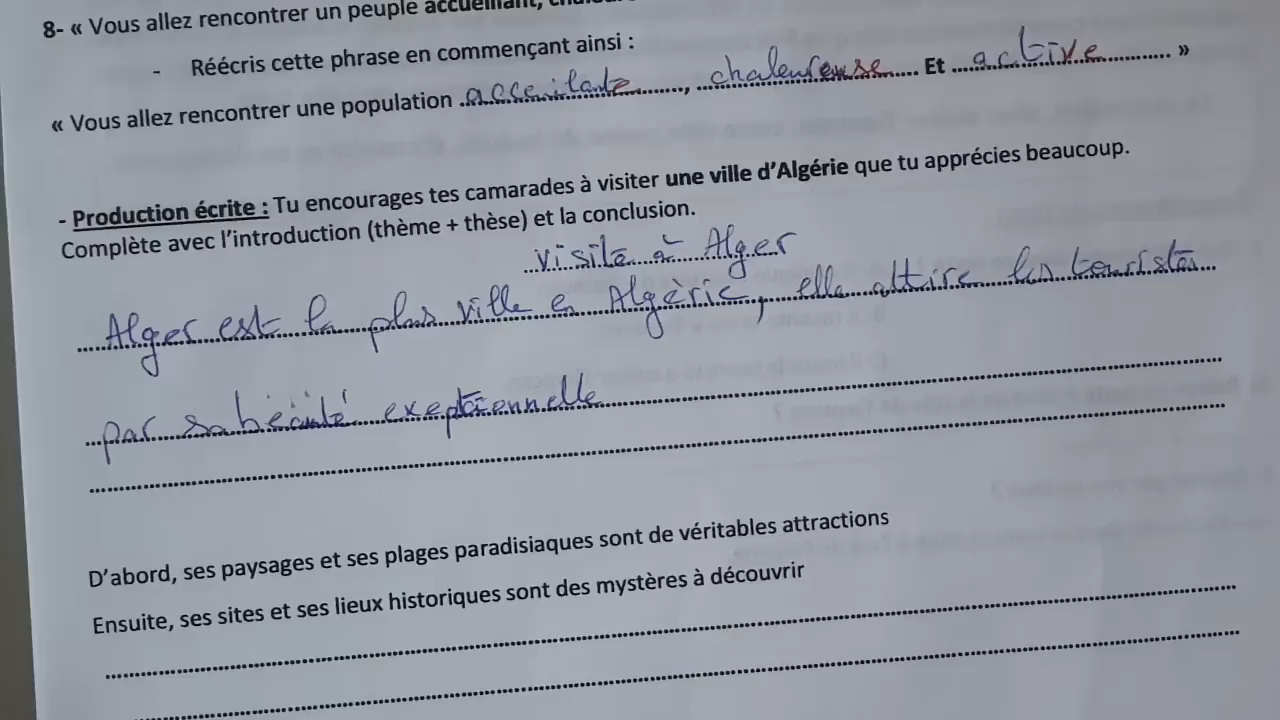 8- « Vous allez rencontrer un peuple accueillant,
- Réécris cette phrase en commençant ainsi :
« Vous allez rencontrer une population accenilante, chaleureuse Et active »
- Production écrite : Tu encourages tes camarades à visiter une ville d'Algérie que tu apprécies beaucoup.
Complète avec l'introduction (thème + thèse) et la conclusion.
visite à Alger
Alger est la plus ville en Algèrie, elle attire les touristes
par sa exeptionnelle
D'abord, ses paysages et ses plages paradisiaques sont de véritables attractions
Ensuite, ses sites et ses lieux historiques sont des mystères à découvrir